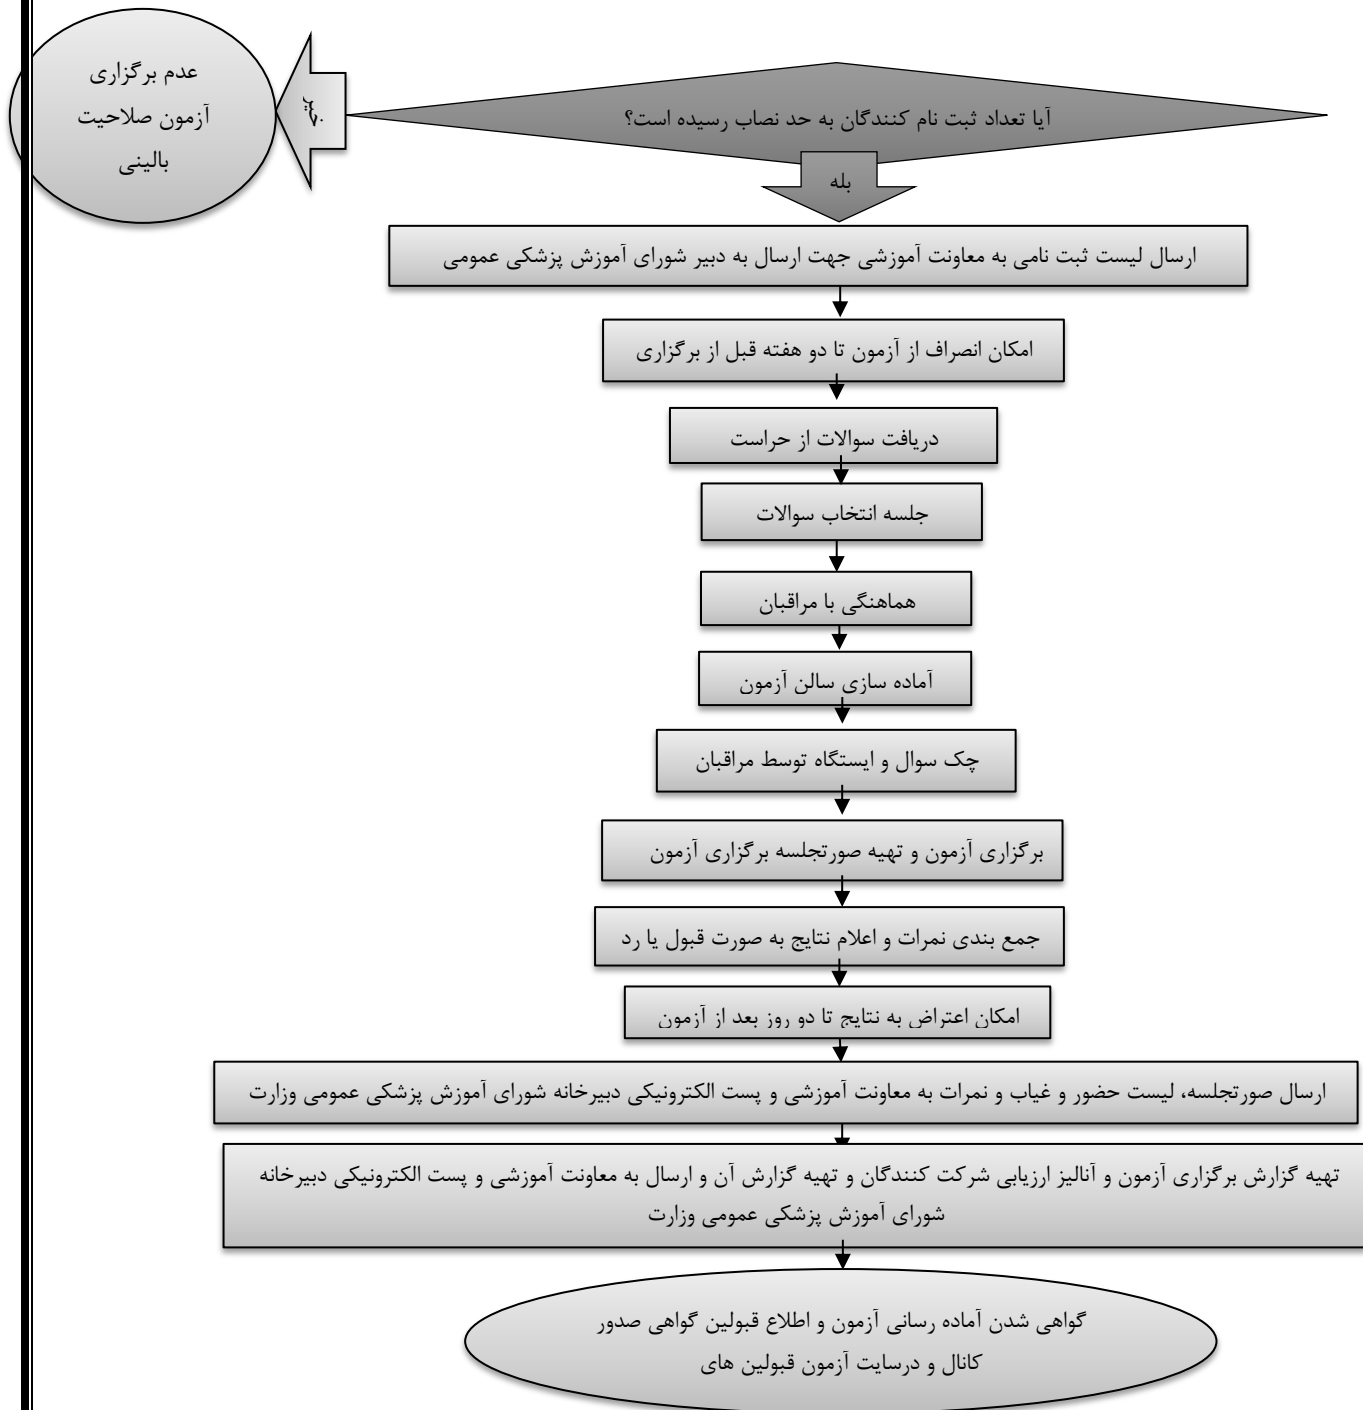 عدم برگزاری
آزمون صلاحیت
بالینی
خیر
آیا تعداد ثبت نام کنندگان به حد نصاب رسیده است؟
بله
ارسال لیست ثبت نامی به معاونت آموزشی جهت ارسال به دبیر شورای آموزش پزشکی عمومی
امکان انصراف از آزمون تا دو هفته قبل از برگزاری
دریافت سوالات از حراست
جلسه انتخاب سوالات
هماهنگی با مراقبان
آماده سازی سالن آزمون
چک سوال و ایستگاه توسط مراقبان
برگزاری آزمون و تهیه صورتجلسه برگزاری آزمون
جمع بندی نمرات و اعلام نتایج به صورت قبول یا رد
امکان اعتراض به نتایج تا دو روز بعد از آزمون
ارسال صورتجلسه، لیست حضور و غیاب و نمرات به معاونت آموزشی و پست الکترونیکی دبیرخانه شورای آموزش پزشکی عمومی وزارت
تهیه گزارش برگزاری آزمون و آنالیز ارزیابی شرکت کنندگان و تهیه گزارش آن و ارسال به معاونت آموزشی و پست الکترونیکی دبیرخانه
شورای آموزش پزشکی عمومی وزارت
گواهی شدن آماده رسانی آزمون و اطلاع قبولین گواهی صدور
کانال و درسایت آزمون قبولین های